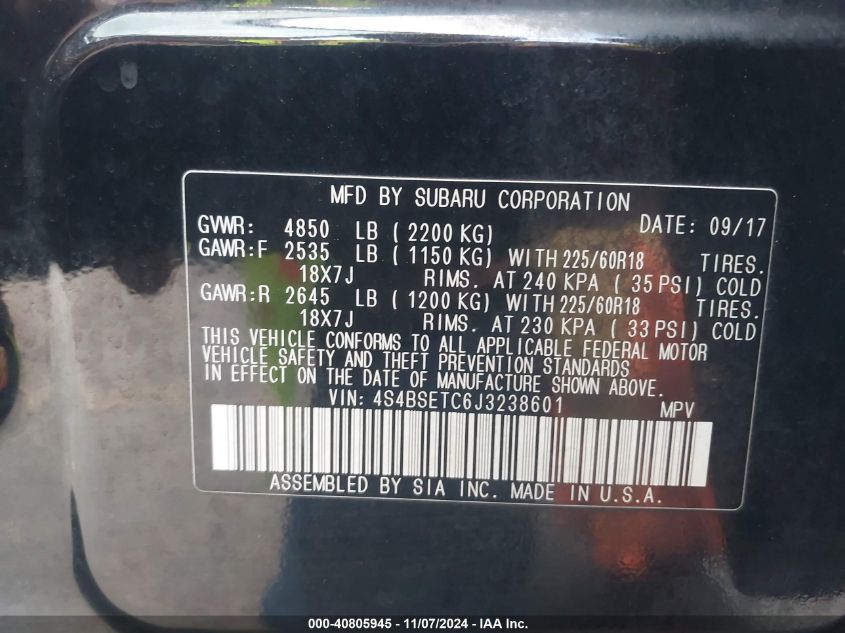 MFD BY SUBARU CORPORATION
GVWR: 4850 LB ( 2200 KG) DATE: 09/17
GAWR:F 2535 LB ( 1150 KG) WITH 225/60R18 TIRES.
18X7J RIMS. AT 240 KPA ( 35 PSI) COLD
GAWR:R 2645 LB ( 1200 KG) WITH 225/60R18 TIRES.
18X7J RIMS. AT 230 KPA ( 33 PSI) COLD
THIS VEHICLE CONFORMS TO ALL APPLICABLE FEDERAL MOTOR
VEHICLE SAFETY AND THEFT PREVENTION STANDARDS
IN EFFECT ON THE DATE OF MANUFACTURE SHOWN ABOVE.
VIN: 4S4BSETC6J3238601 MPV
ASSEMBLED BY SIA INC. MADE IN U.S.A.
000-40805945 - 11/07/2024 - IAA Inc.